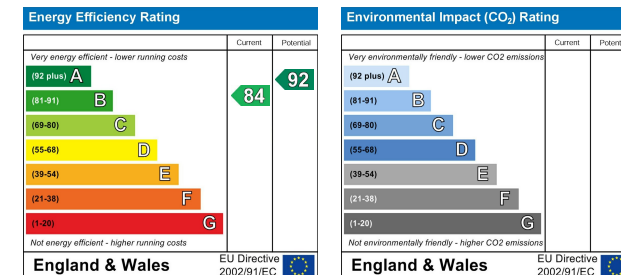 Energy Efficiency Rating
Current Potential
Very energy efficient - lower running costs
(92 plus) A
92
(81-91) B
84
(69-80) C
(55-68) D
(39-54) E
(21-38) F
(1-20) G
Not energy efficient - higher running costs
England & Wales
EU Directive
2002/91/EC
Environmental Impact (CO₂) Rating
Current Potent
Very environmentally friendly - lower CO2 emissions
(92 plus) A
(81-91) B
(69-80) C
(55-68) D
(39-54) E
(21-38) F
(1-20) G
Not environmentally friendly - higher CO2 emissions
England & Wales
EU Directive
2002/91/EC